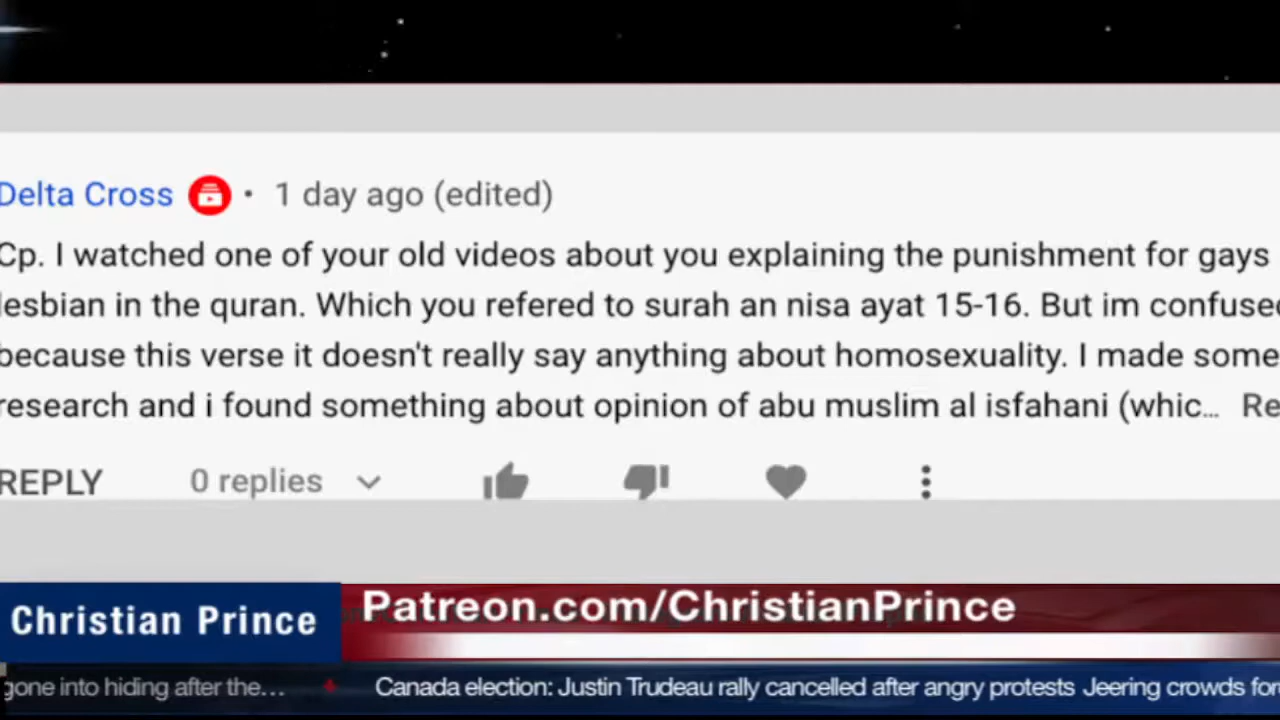 Delta Cross • 1 day ago (edited)
Cp. I watched one of your old videos about you explaining the punishment for gays
lesbian in the quran. Which you refered to surah an nisa ayat 15-16. But im confused
because this verse it doesn't really say anything about homosexuality. I made some
research and i found something about opinion of abu muslim al isfahani (whic... Re
REPLY 0 replies
Christian Prince
Patreon.com/ChristianPrince
gone into hiding after the... Canada election: Justin Trudeau rally cancelled after angry protests Jeering crowds for